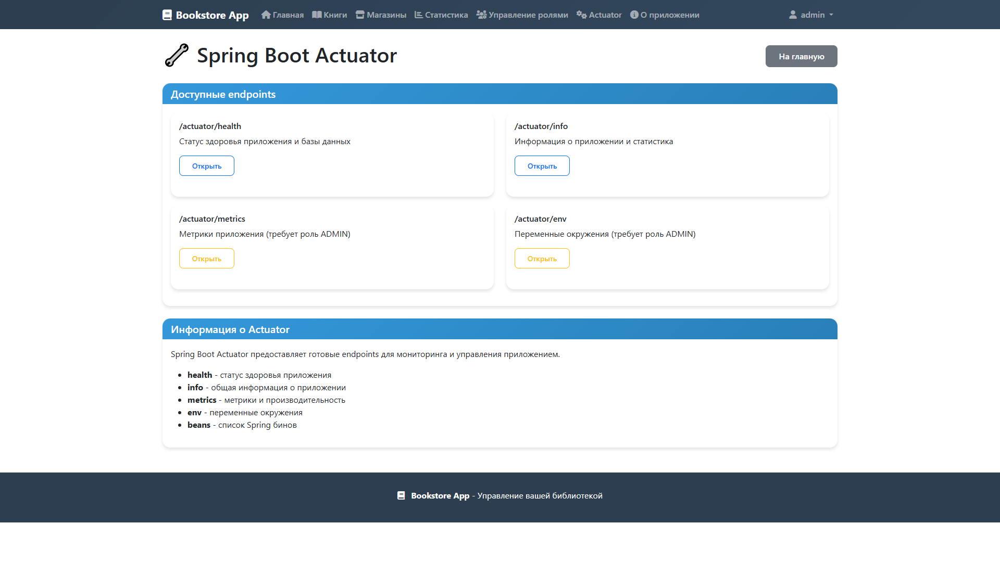 Bookstore App Главная Книги Магазины Статистика Управление ролями Actuator О приложении admin
Spring Boot Actuator
На главную
Доступные endpoints
/actuator/health
Статус здоровья приложения и базы данных
Открыть
/actuator/info
Информация о приложении и статистика
Открыть
/actuator/metrics
Метрики приложения (требует роль ADMIN)
Открыть
/actuator/env
Переменные окружения (требует роль ADMIN)
Открыть
Информация о Actuator
Spring Boot Actuator предоставляет готовые endpoints для мониторинга и управления приложением.
health - статус здоровья приложения
info - общая информация о приложении
metrics - метрики и производительность
env - переменные окружения
beans - список Spring бинов
Bookstore App - Управление вашей библиотекой